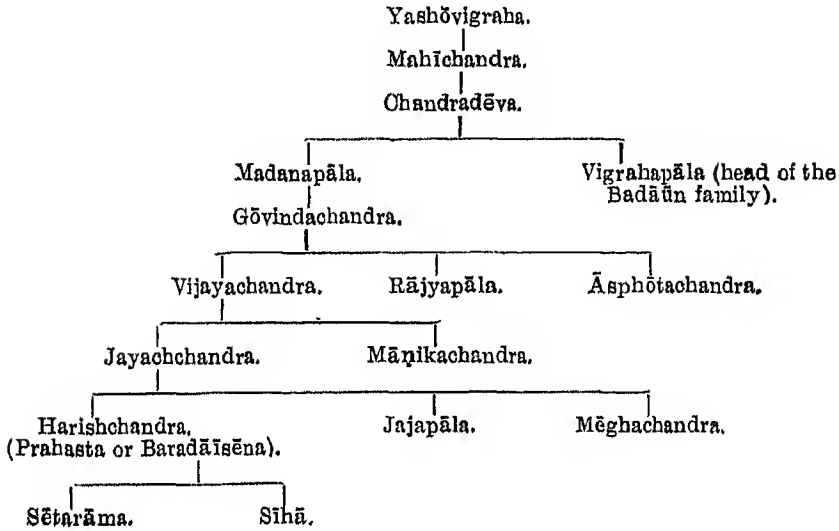 Yashōvigraha.
Mahīchandra.
Chandradēva.
Madanapāla. Vigrahapāla (head of the
Badāūn family).
Gōvindachandra.
Vijayachandra. Rājyapāla. Āsphōtachandra.
Jayachchandra. Māṇikachandra.
Harishchandra. Jajapāla. Mēghachandra.
(Prahasta or Baradāīsēna).
Sētarāma. Sīhā.